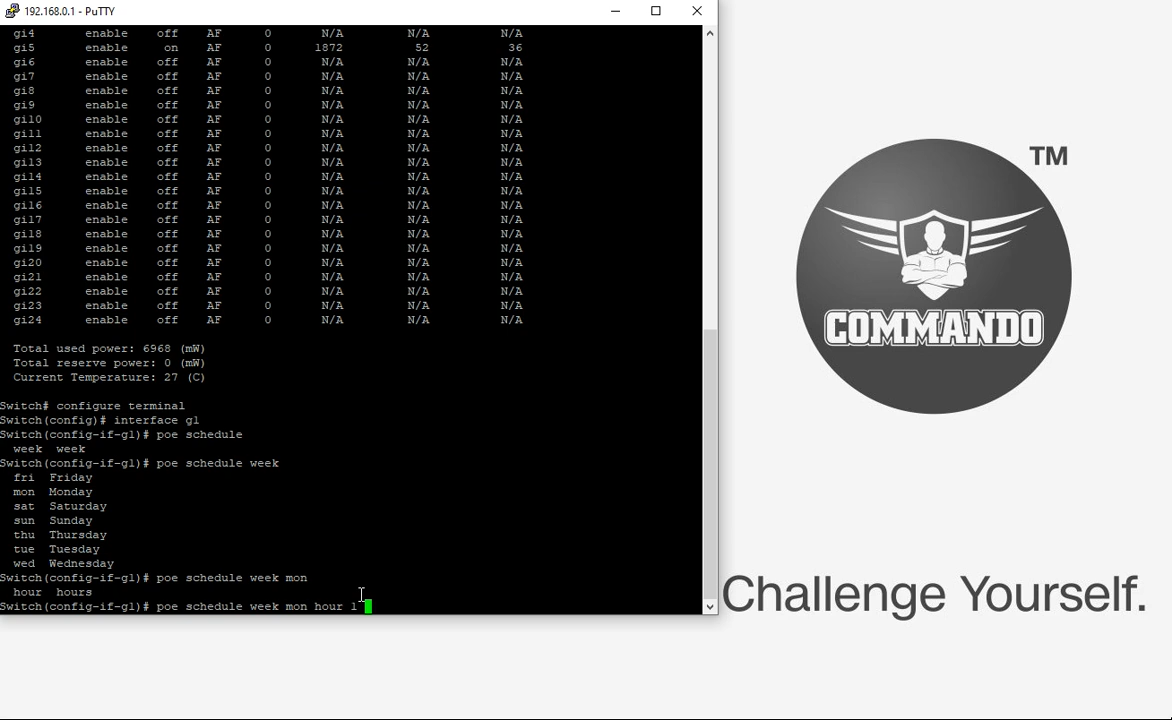 192.168.0.1 - PuTTY
gi4 enable off AF 0 N/A N/A N/A
gi5 enable on AF 0 1872 52 36
gi6 enable off AF 0 N/A N/A N/A
gi7 enable off AF 0 N/A N/A N/A
gi8 enable off AF 0 N/A N/A N/A
gi9 enable off AF 0 N/A N/A N/A
gi10 enable off AF 0 N/A N/A N/A
gi11 enable off AF 0 N/A N/A N/A
gi12 enable off AF 0 N/A N/A N/A
gi13 enable off AF 0 N/A N/A N/A
gi14 enable off AF 0 N/A N/A N/A
gi15 enable off AF 0 N/A N/A N/A
gi16 enable off AF 0 N/A N/A N/A
gi17 enable off AF 0 N/A N/A N/A
gi18 enable off AF 0 N/A N/A N/A
gi19 enable off AF 0 N/A N/A N/A
gi20 enable off AF 0 N/A N/A N/A
gi21 enable off AF 0 N/A N/A N/A
gi22 enable off AF 0 N/A N/A N/A
gi23 enable off AF 0 N/A N/A N/A
gi24 enable off AF 0 N/A N/A N/A
Total used power: 6968 (mW)
Total reserve power: 0 (mW)
Current Temperature: 27 (C)
Switch# configure terminal
Switch(config)# interface g1
Switch(config-if-g1)# poe schedule
week week
Switch(config-if-g1)# poe schedule week
fri Friday
mon Monday
sat Saturday
sun Sunday
thu Thursday
tue Tuesday
wed Wednesday
Switch(config-if-g1)# poe schedule week mon
hour hours
Switch(config-if-g1)# poe schedule week mon hour 1
TM
COMMANDO
Challenge Yourself.